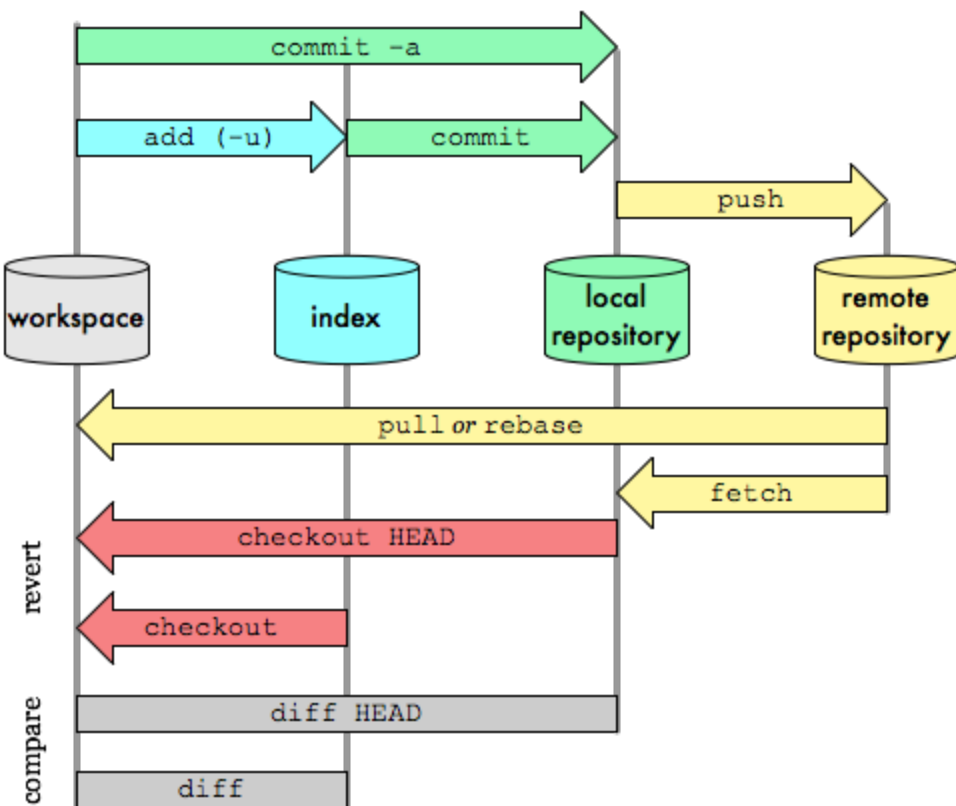 commit -a
add (-u)
commit
push
workspace
index
local
repository
remote
repository
pull or rebase
fetch
revert
checkout HEAD
checkout
compare
diff HEAD
diff